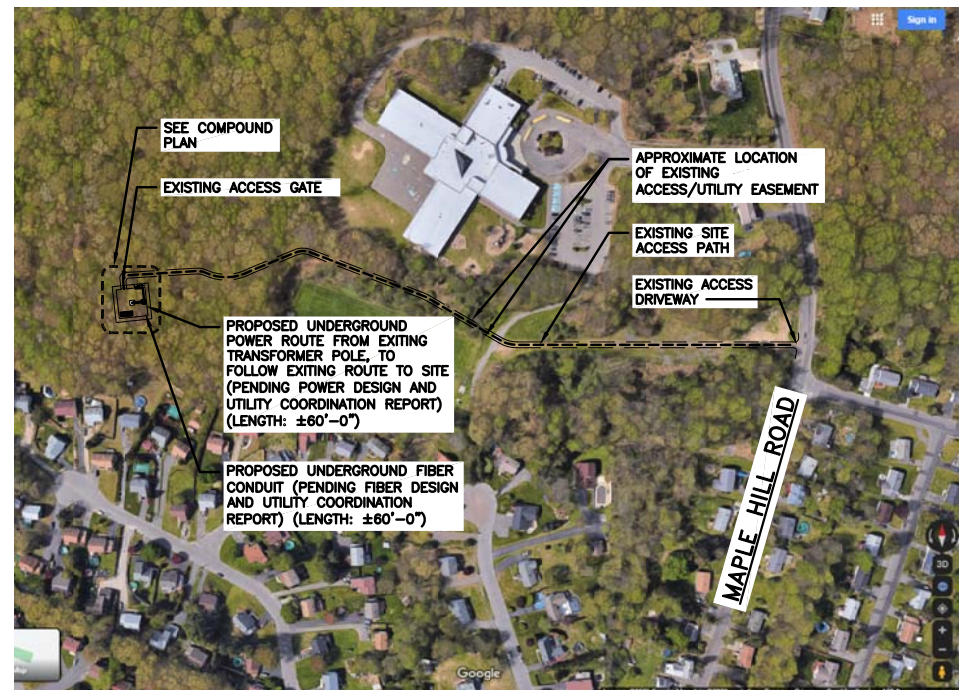 Sign in
SEE COMPOUND
PLAN
EXISTING ACCESS GATE
APPROXIMATE LOCATION
OF EXISTING
ACCESS/UTILITY EASEMENT
EXISTING SITE
ACCESS PATH
EXISTING ACCESS
DRIVEWAY
PROPOSED UNDERGROUND
POWER ROUTE FROM EXITING
TRANSFORMER POLE, TO
FOLLOW EXITING ROUTE TO SITE
(PENDING POWER DESIGN AND
UTILITY COORDINATION REPORT)
(LENGTH: ±60'-0")
PROPOSED UNDERGROUND FIBER
CONDUIT (PENDING FIBER DESIGN
AND UTILITY COORDINATION
REPORT) (LENGTH: ±60'-0")
MAPLE HILL ROAD
3D
Google